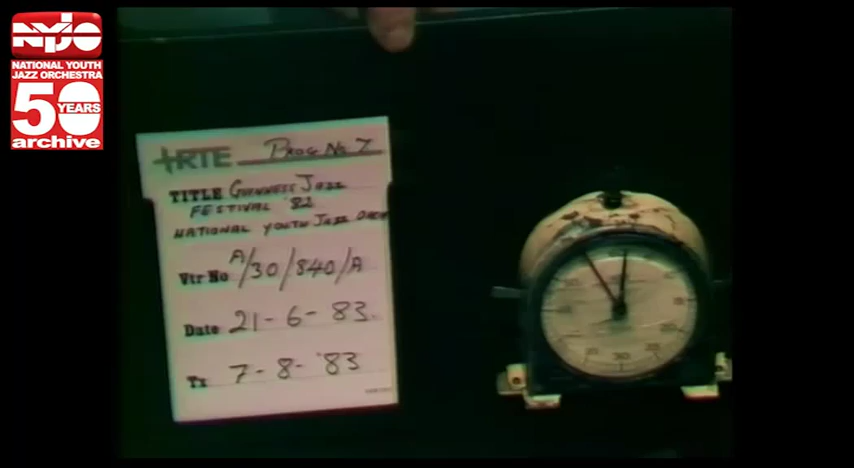 nyjo
NATIONAL YOUTH
JAZZ ORCHESTRA
50 YEARS
archive
RTE PROG No 7
TITLE GUINNESS JAZZ
FESTIVAL '82
NATIONAL YOUTH JAZZ ORCH
Vtr No A/30/840/A
Date 21-6-83.
Tx 7-8-'83